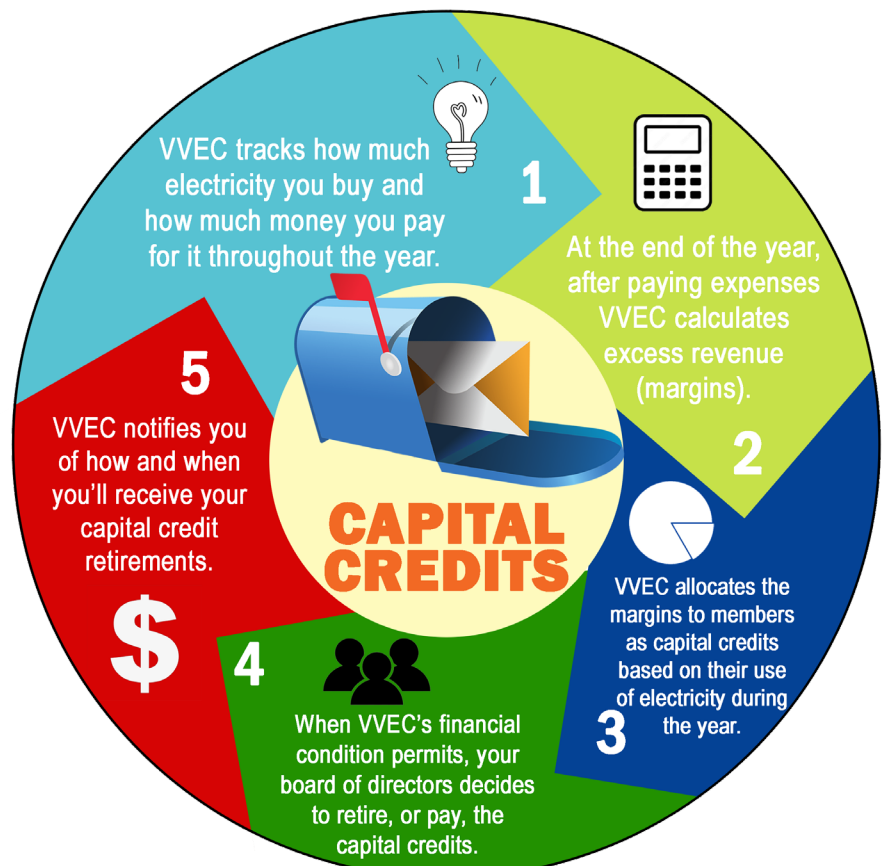 VVEC tracks how much
electricity you buy and
how much money you pay
for it throughout the year.
1
At the end of the year,
after paying expenses
VVEC calculates
excess revenue
(margins).
2
VVEC allocates the
margins to members
as capital credits
based on their use
of electricity during
the year.
3
4
When VVEC’s financial
condition permits, your
board of directors decides
to retire, or pay, the
capital credits.
5
VVEC notifies you
of how and when
you’ll receive your
capital credit
retirements.
$
CAPITAL
CREDITS